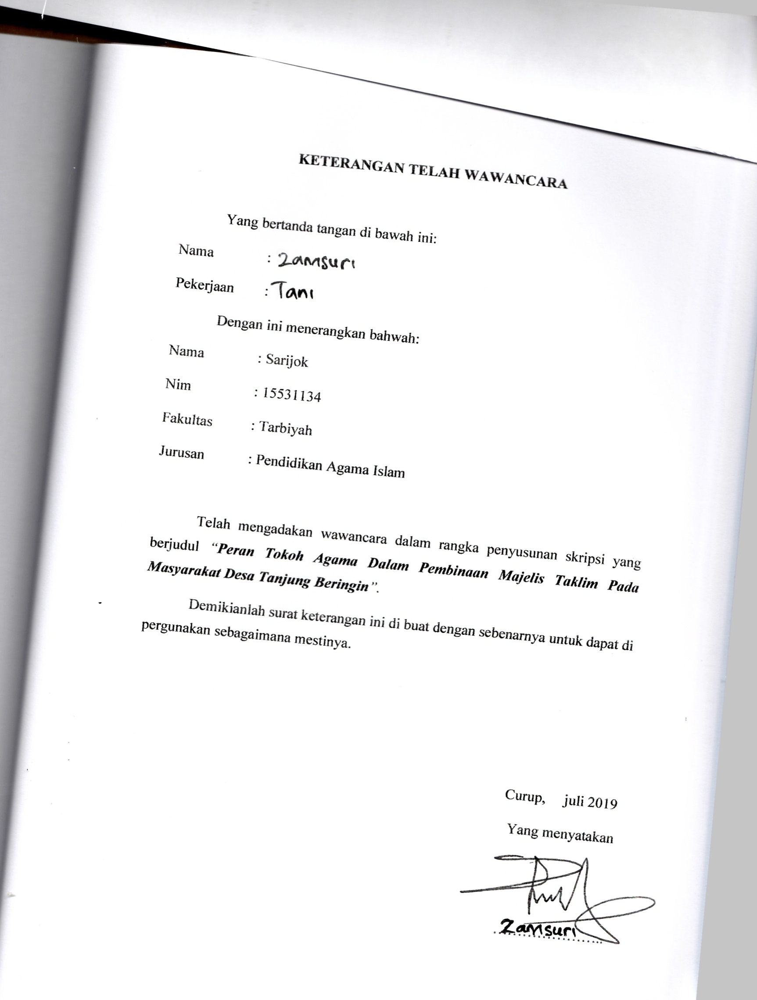 KETERANGAN TELAH WAWANCARA
Yang bertanda tangan di bawah ini:
Nama : Zamsuri
Pekerjaan : Tani
Dengan ini menerangkan bahwah:
Nama : Sarijok
Nim : 15531134
Fakultas : Tarbiyah
Jurusan : Pendidikan Agama Islam
Telah mengadakan wawancara dalam rangka penyusunan skripsi yang
berjudul “Peran Tokoh Agama Dalam Pembinaan Majelis Taklim Pada
Masyarakat Desa Tanjung Beringin”.
Demikianlah surat keterangan ini di buat dengan sebenarnya untuk dapat di
pergunakan sebagaimana mestinya.
Curup, juli 2019
Yang menyatakan
Zamsuri